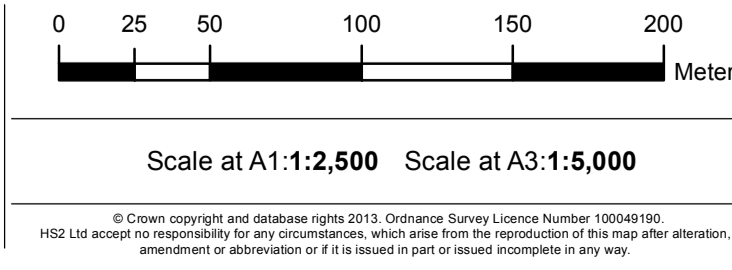 0 25 50 100 150 200
Meter
Scale at A1:1:2,500 Scale at A3:1:5,000
© Crown copyright and database rights 2013. Ordnance Survey Licence Number 100049190.
HS2 Ltd accept no responsibility for any circumstances, which arise from the reproduction of this map after alteration,
amendment or abbreviation or if it is issued in part or issued incomplete in any way.